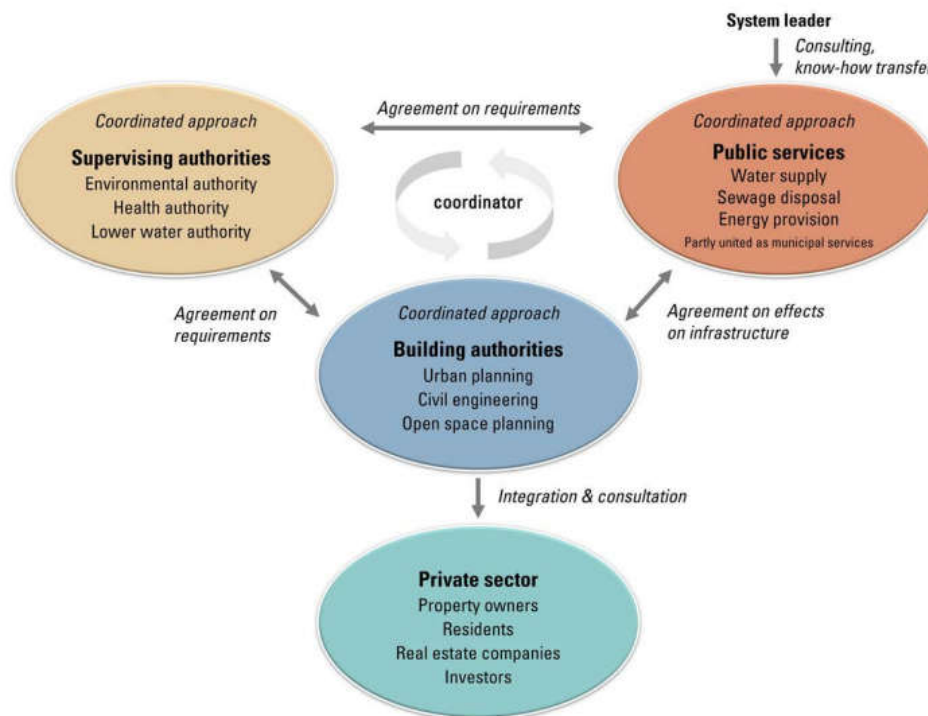 System leader
Consulting,
know-how transfer
Agreement on requirements
Coordinated approach
Supervising authorities
Environmental authority
Health authority
Lower water authority
coordinator
Coordinated approach
Public services
Water supply
Sewage disposal
Energy provision
Partly united as municipal services
Agreement on
requirements
Coordinated approach
Building authorities
Urban planning
Civil engineering
Open space planning
Agreement on effects
on infrastructure
Integration & consultation
Private sector
Property owners
Residents
Real estate companies
Investors